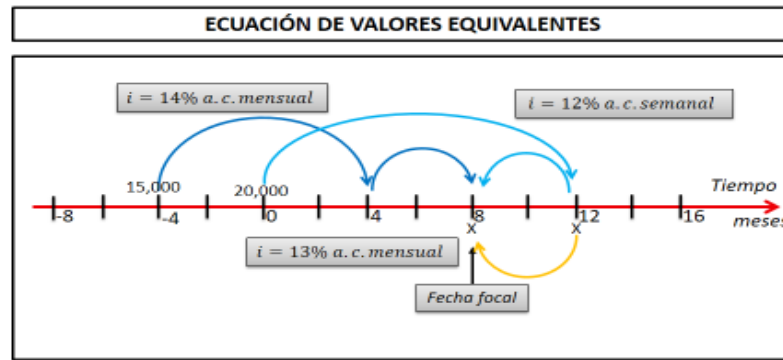 ECUACIÓN DE VALORES EQUIVALENTES
i = 14% a.c.mensual
i = 12% a.c.semanal
15,000
20,000
Tiempo
-8
-4
0
4
8
12
16
meses
x
x
i = 13% a.c.mensual
Fecha focal